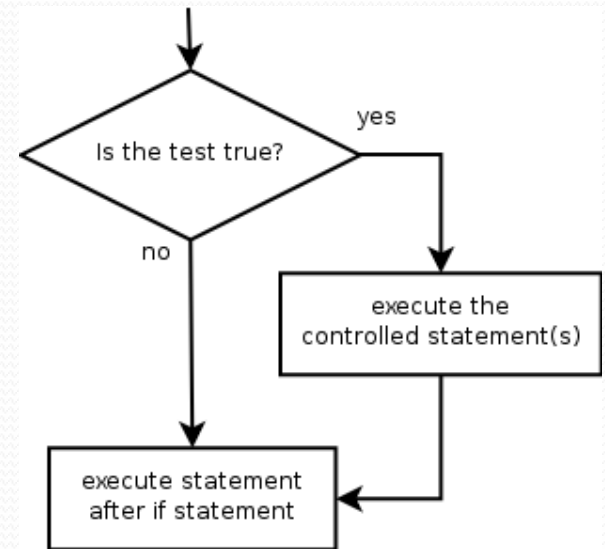 Is the test true?
yes
no
execute the
controlled statement(s)
execute statement
after if statement